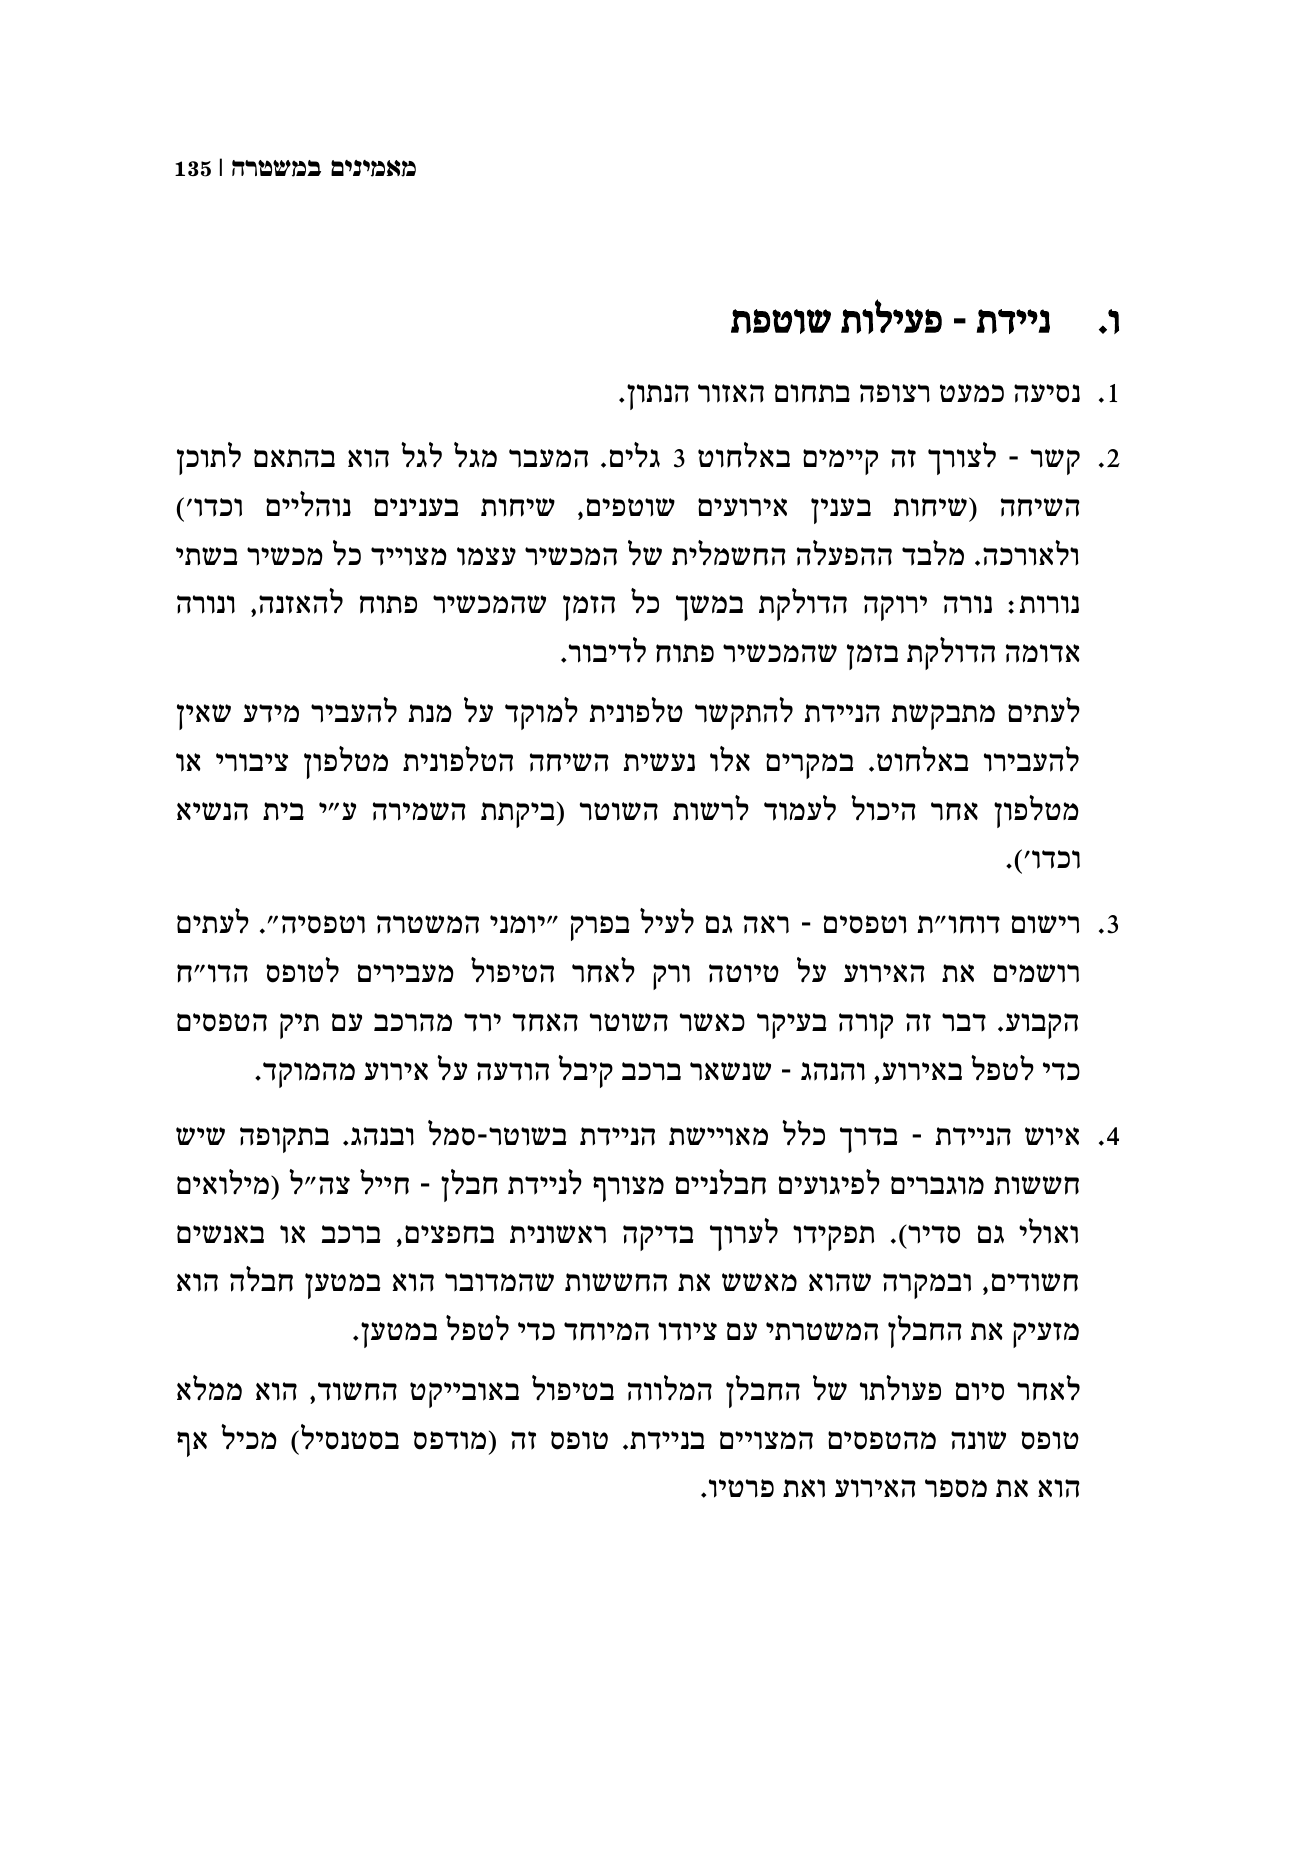 מאמינים במשטרה | 135
ו. ניידת - פעילות שוטפת
1. נסיעה כמעט רצופה בתחום האזור הנתון.
2. קשר - לצורך זה קיימים באלחוט 3 גלים. המעבר מגל לגל הוא בהתאם לתוכן
השיחה (שיחות בענין אירועים שוטפים, שיחות בענינים נוהליים וכדו׳)
ולאורכה. מלבד ההפעלה החשמלית של המכשיר עצמו מצוייד כל מכשיר בשתי
נורות: נורה ירוקה הדולקת במשך כל הזמן שהמכשיר פתוח להאזנה, ונורה
אדומה הדולקת בזמן שהמכשיר פתוח לדיבור.
לעתים מתבקשת הניידת להתקשר טלפונית למוקד על מנת להעביר מידע שאין
להעבירו באלחוט. במקרים אלו נעשית השיחה הטלפונית מטלפון ציבורי או
מטלפון אחר היכול לעמוד לרשות השוטר (ביקתת השמירה ע״י בית הנשיא
וכדו׳).
3. רישום דוחו״ת וטפסים - ראה גם לעיל בפרק ״יומני המשטרה וטפסיה״. לעתים
רושמים את האירוע על טיוטה ורק לאחר הטיפול מעבירים לטופס הדו״ח
הקבוע. דבר זה קורה בעיקר כאשר השוטר האחד ירד מהרכב עם תיק הטפסים
כדי לטפל באירוע, והנהג - שנשאר ברכב קיבל הודעה על אירוע מהמוקד.
4. איוש הניידת - בדרך כלל מאויישת הניידת בשוטר-סמל ובנהג. בתקופה שיש
חששות מוגברים לפיגועים חבלניים מצורף לניידת חבלן - חייל צה״ל (מילואים
ואולי גם סדיר). תפקידו לערוך בדיקה ראשונית בחפצים, ברכב או באנשים
חשודים, ובמקרה שהוא מאשש את החששות שהמדובר הוא במטען חבלה הוא
מזעיק את החבלן המשטרתי עם ציודו המיוחד כדי לטפל במטען.
לאחר סיום פעולתו של החבלן המלווה בטיפול באובייקט החשוד, הוא ממלא
טופס שונה מהטפסים המצויים בניידת. טופס זה (מודפס בסטנסיל) מכיל אף
הוא את מספר האירוע ואת פרטיו.